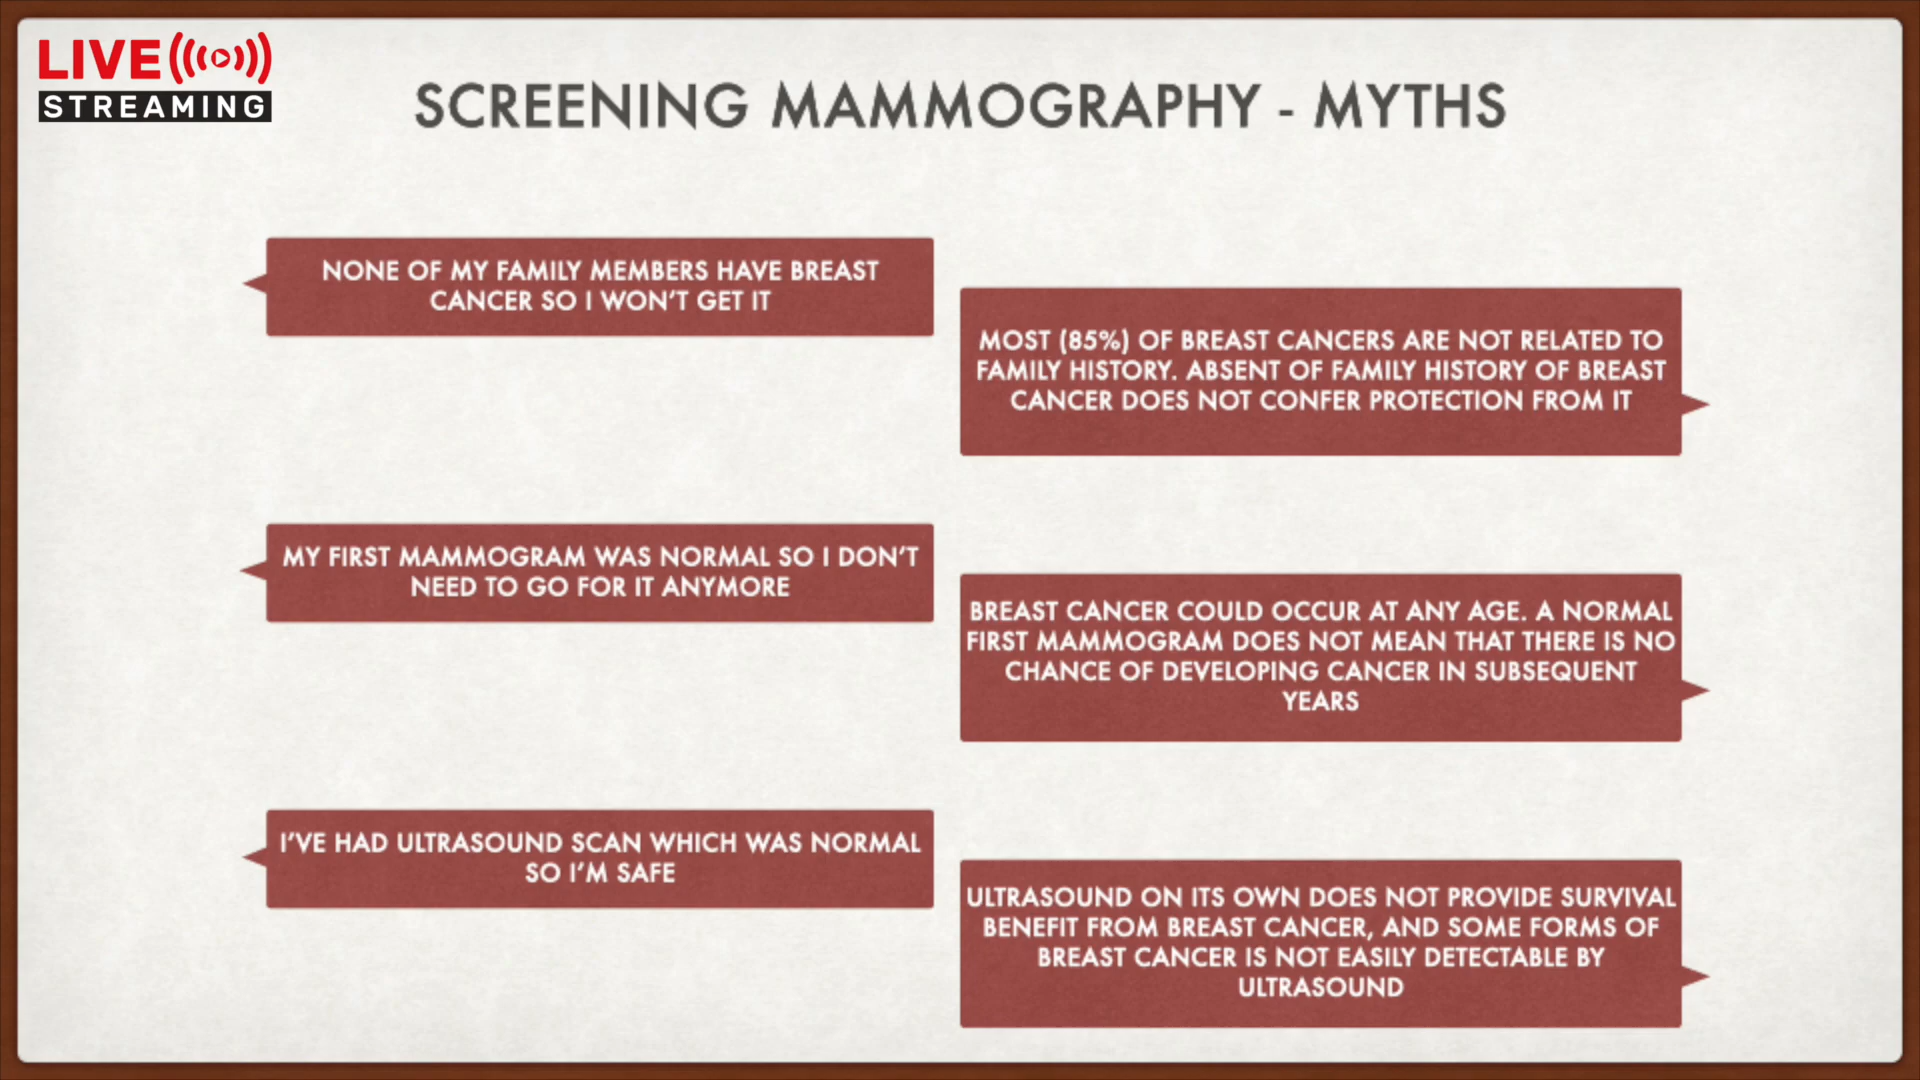 LIVE
STREAMING
SCREENING MAMMOGRAPHY - MYTHS
NONE OF MY FAMILY MEMBERS HAVE BREAST
CANCER SO I WON'T GET IT
MOST (85%) OF BREAST CANCERS ARE NOT RELATED TO
FAMILY HISTORY. ABSENT OF FAMILY HISTORY OF BREAST
CANCER DOES NOT CONFER PROTECTION FROM IT
MY FIRST MAMMOGRAM WAS NORMAL SO I DON'T
NEED TO GO FOR IT ANYMORE
BREAST CANCER COULD OCCUR AT ANY AGE. A NORMAL
FIRST MAMMOGRAM DOES NOT MEAN THAT THERE IS NO
CHANCE OF DEVELOPING CANCER IN SUBSEQUENT
YEARS
I'VE HAD ULTRASOUND SCAN WHICH WAS NORMAL
SO I'M SAFE
ULTRASOUND ON ITS OWN DOES NOT PROVIDE SURVIVAL
BENEFIT FROM BREAST CANCER, AND SOME FORMS OF
BREAST CANCER IS NOT EASILY DETECTABLE BY
ULTRASOUND